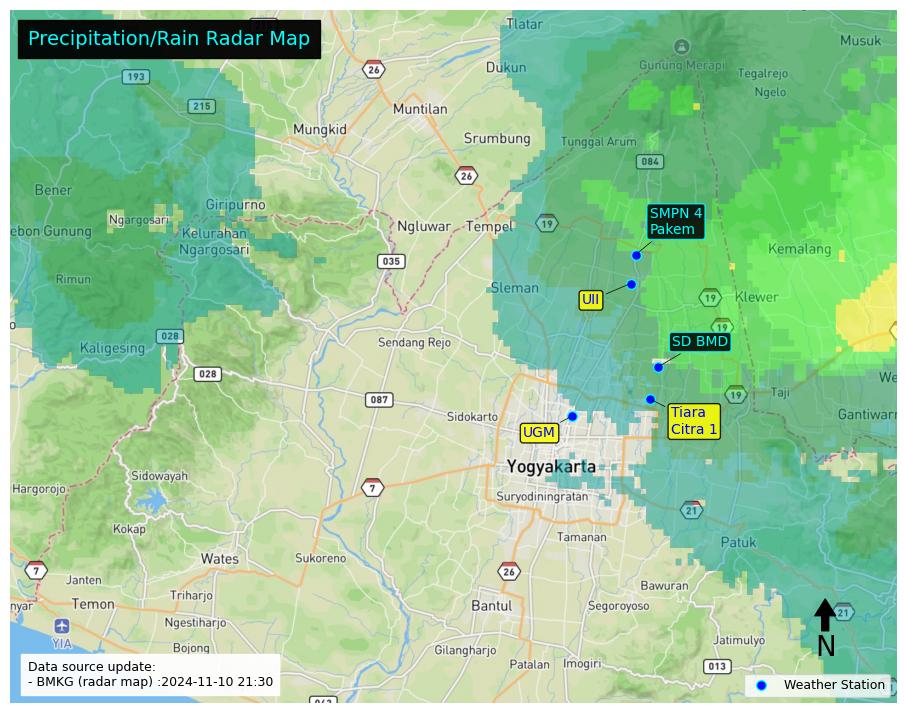 Precipitation/Rain Radar Map
Tlatar
Musuk
26
Dukun
Gunung Merapi
193
Tegalrejo
Ngelo
215
Muntilan
Mungkid
Srumbung
Tunggal Arum
084
26
Bener
Giripurno
SMPN 4
Pakem
Ngargosari
Ngluwar
Tempel
19
ebon Gunung
Kelurahan
Ngargosari
Kemalang
035
Rimun
Sleman
UII
19
Klewer
19
028
Sendang Rejo
SD BMD
Kaligesing
028
We
087
19
Taji
Sidokarto
Tiara
Citra 1
Gantiwarr
UGM
Yogyakarta
Sidowayah
Hargorojo
7
Suryodiningratan
21
Kokap
Tamanan
Patuk
Wates
Sukoreno
7
26
Janten
Bawuran
Triharjo
nyar
Temon
Bantul
Segoroyoso
21
Ngestiharjo
YIA
N
Bojong
Gilangharjo
Jatimulyo
Patalan
Imogiri
013
Data source update:
- BMKG (radar map) :2024-11-10 21:30
Weather Station